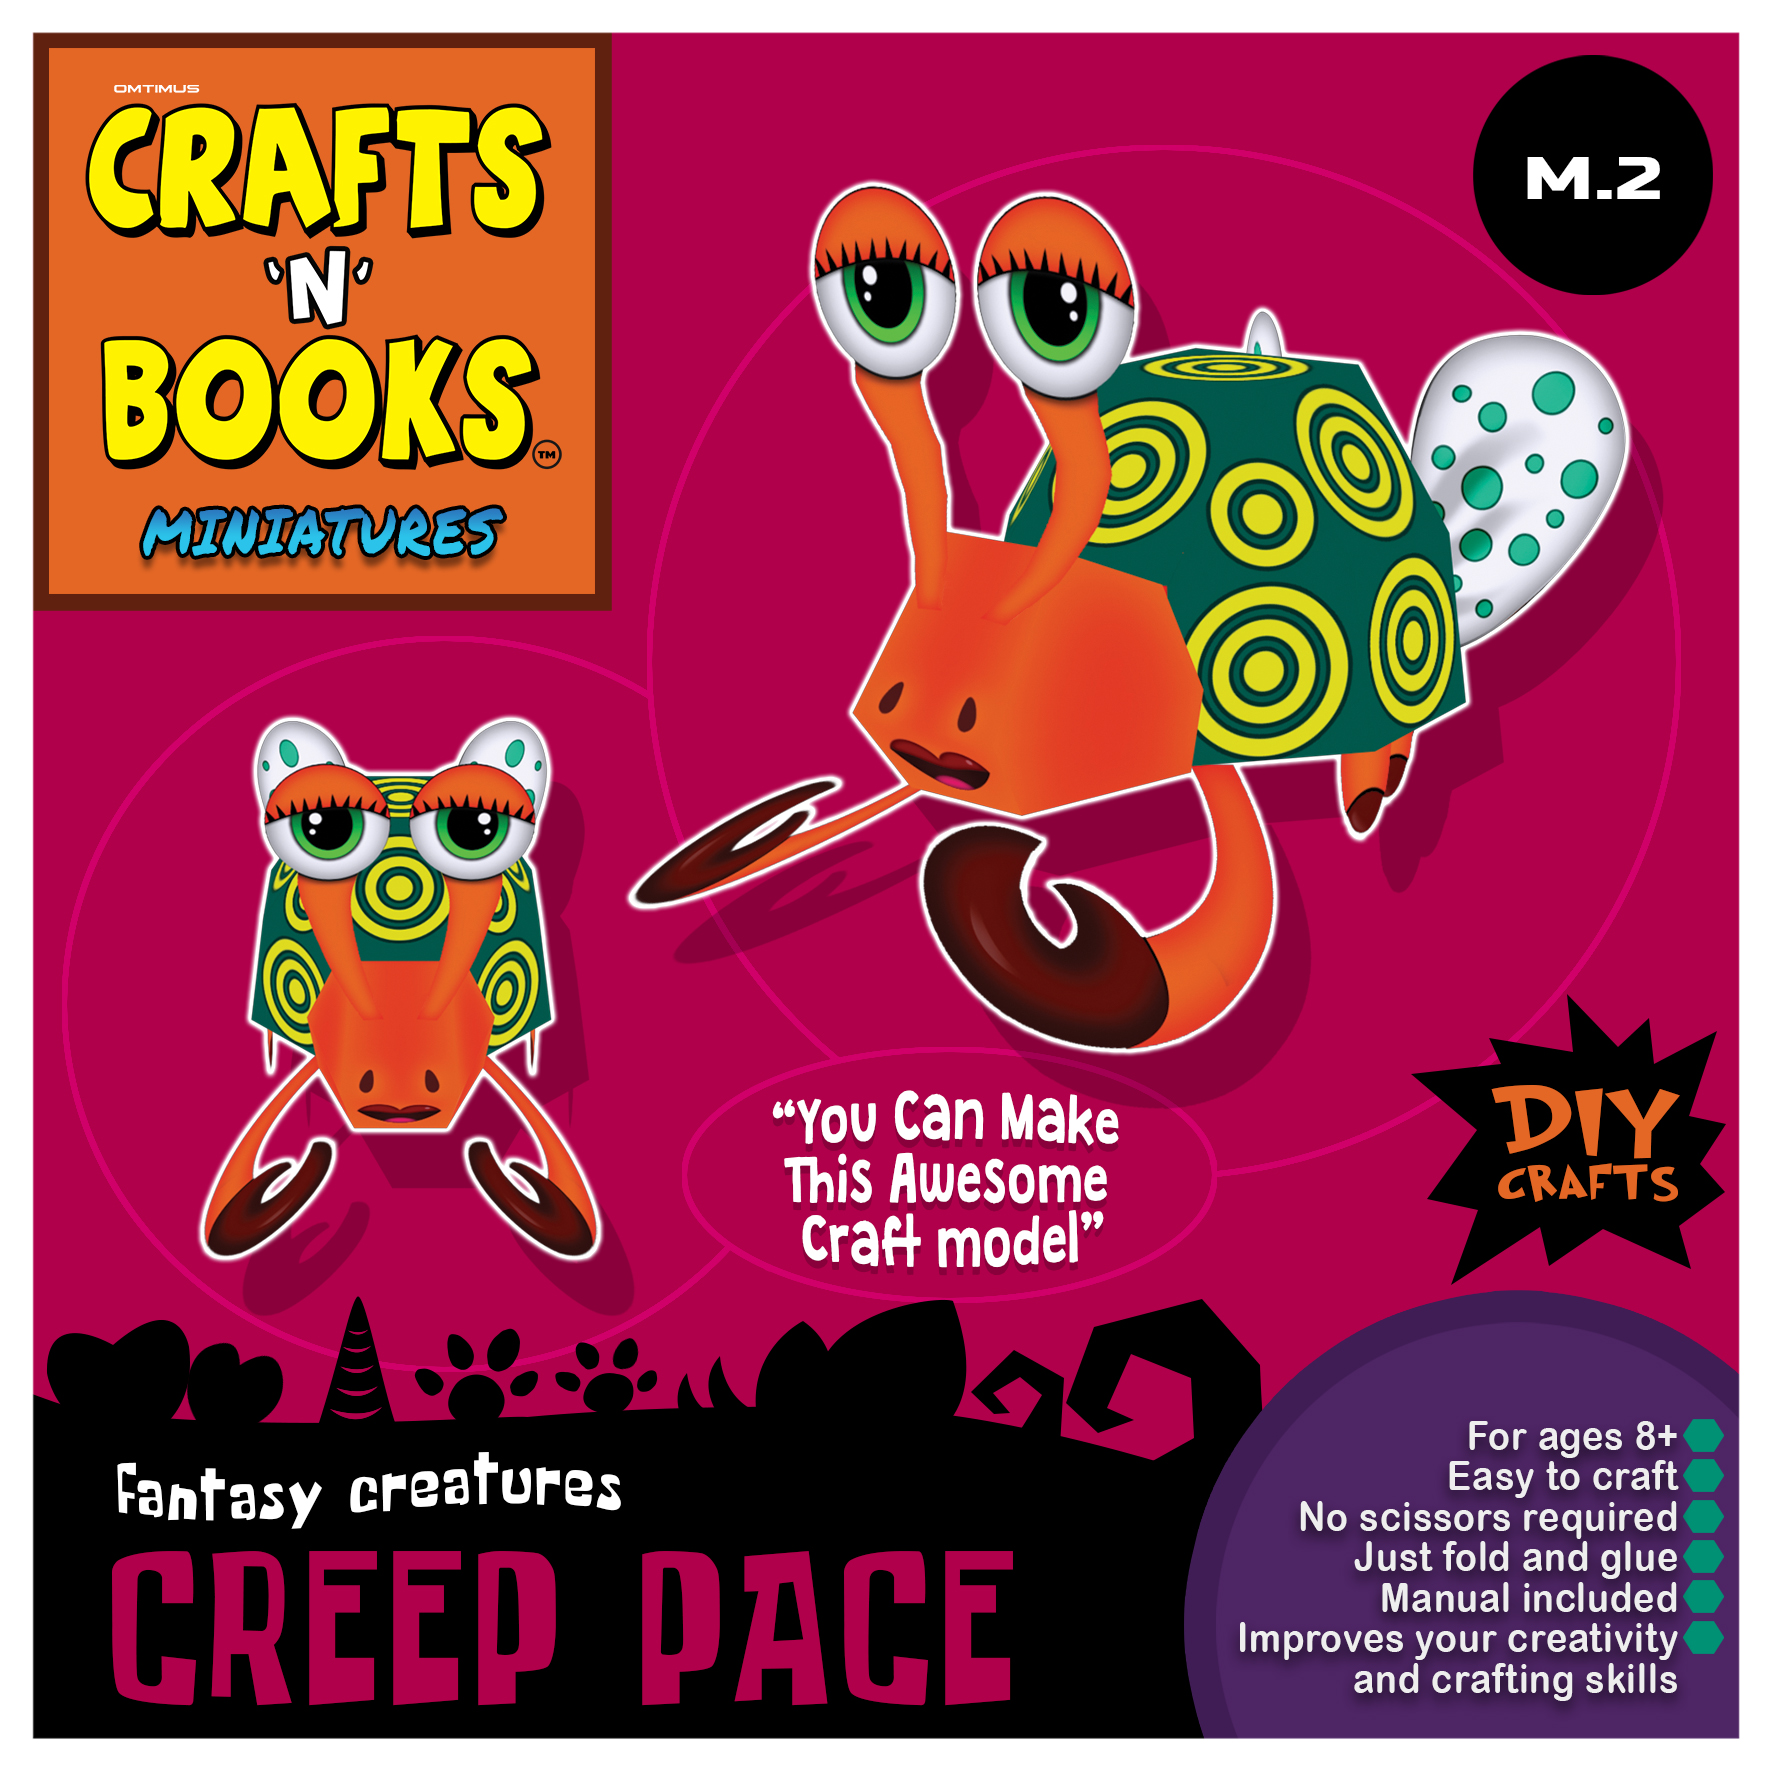 OMTIMUS
CRAFTS
'N'
BOOKS
TM
MINIATURES
M.2
“You Can Make
This Awesome
Craft model”
DIY
CRAFTS
Fantasy creatures
CREEP PACE
For ages 8+
Easy to craft
No scissors required
Just fold and glue
Manual included
Improves your creativity
and crafting skills